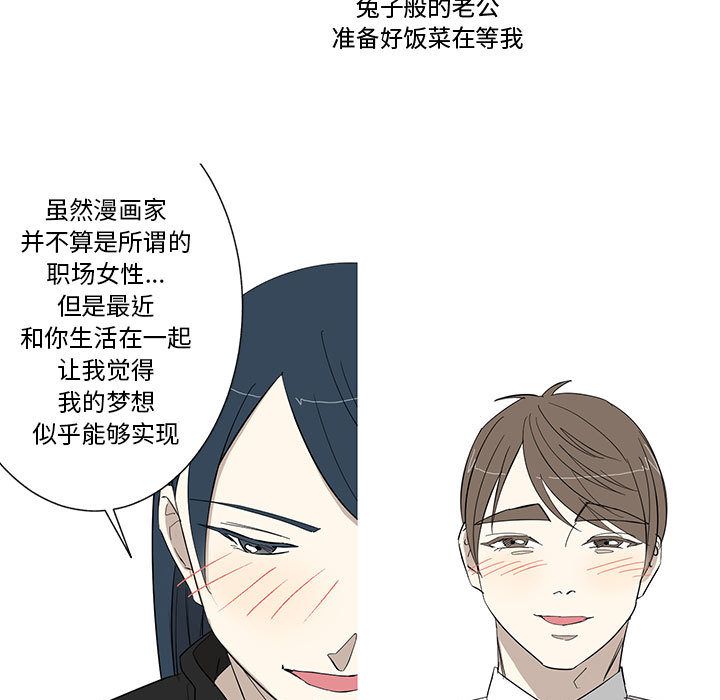 兔子般的老公
准备好饭菜在等我
虽然漫画家
并不算是所谓的
职场女性...
但是最近
和你生活在一起
让我觉得
我的梦想
似乎能够实现